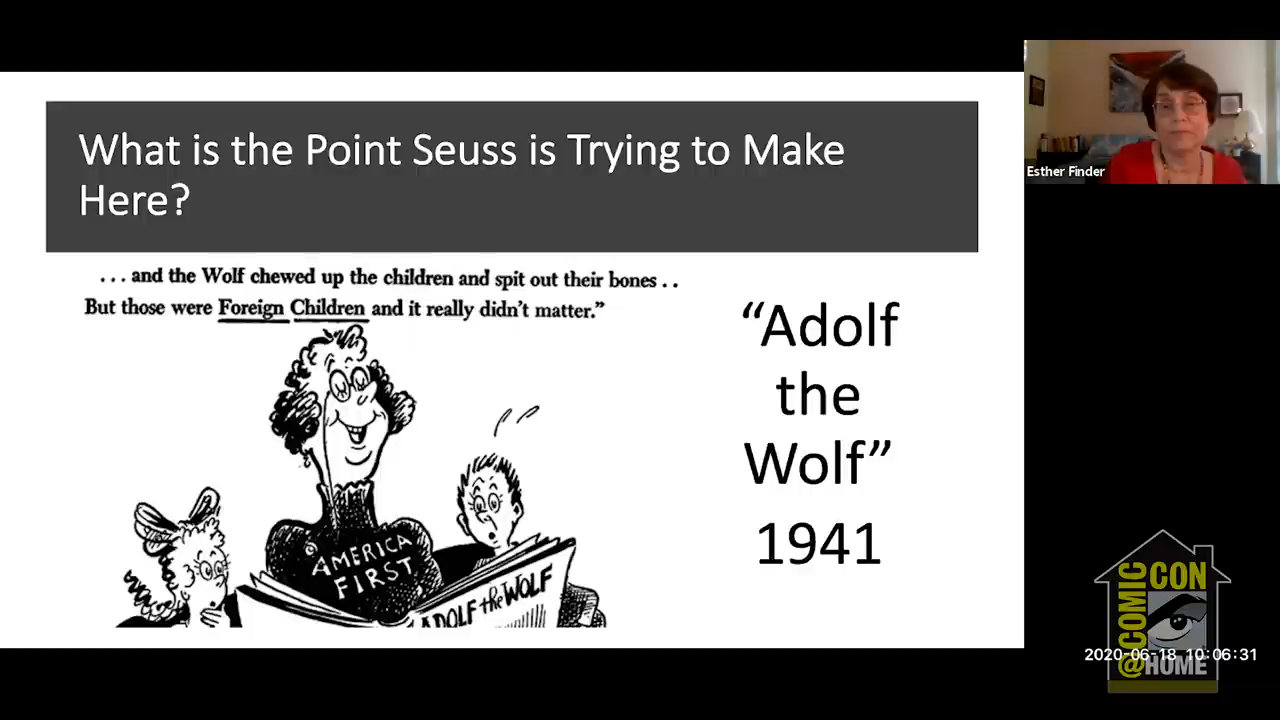 What is the Point Seuss is Trying to Make
Here?
. . . and the Wolf chewed up the children and spit out their bones . .
But those were Foreign Children and it really didn't matter.”
AMERICA
FIRST
ADOLF the WOLF
“Adolf
the
Wolf”
1941
Esther Finder
COMIC
CON
@
HOME
2020-06-18 10:06:31